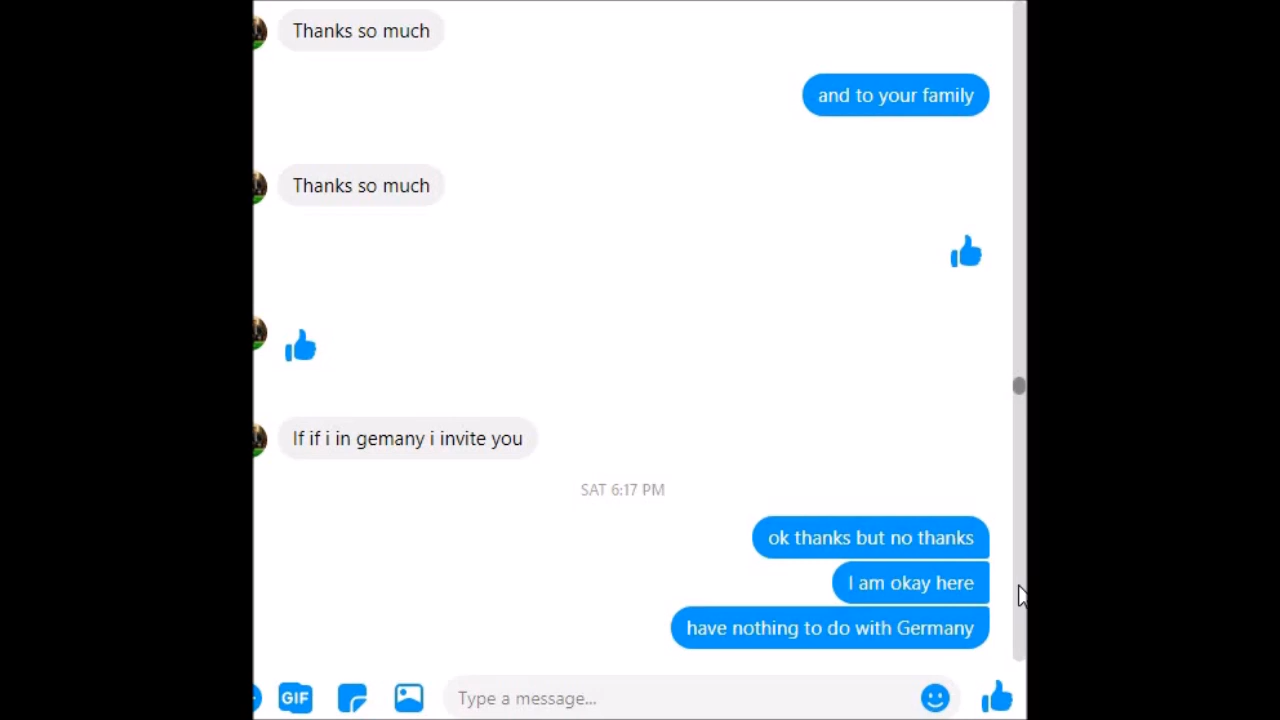 Thanks so much
and to your family
Thanks so much
If if i in gemany i invite you
SAT 6:17 PM
ok thanks but no thanks
I am okay here
have nothing to do with Germany
GIF
Type a message...